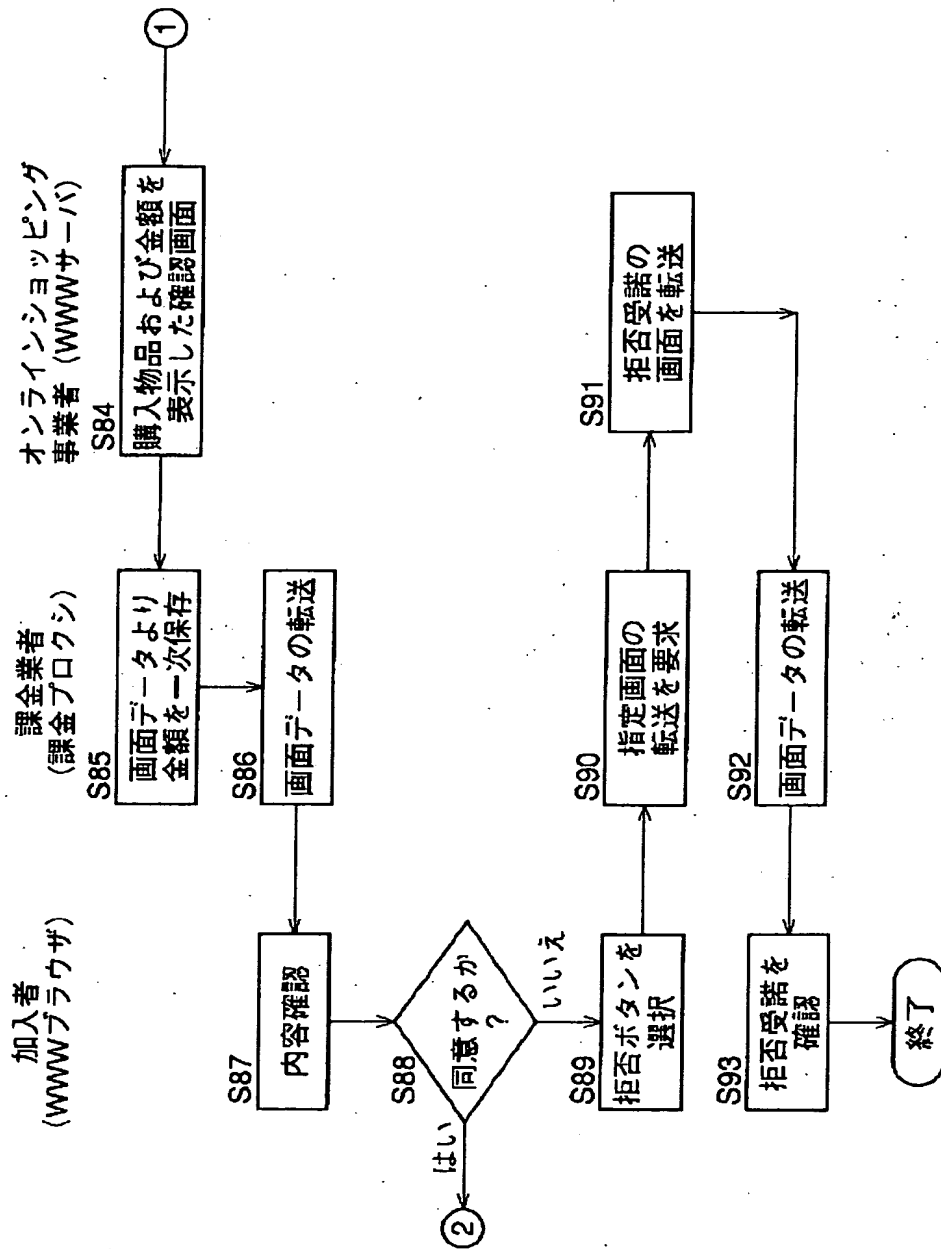 加入者
(WWWブラウザ)
課金業者
(課金プロクシ)
オンラインショッピング
事業者(WWWサーバ)
1
S84
購入物品および金額を
表示した確認画面
S85
画面データより
金額を一次保存
S86
画面データの転送
S87
内容確認
S88
同意するか
?
はい
2
いいえ
S89
拒否ボタンを
選択
S90
指定画面の
転送を要求
S91
拒否受諾の
画面を転送
S92
画面データの転送
S93
拒否受諾を
確認
終了